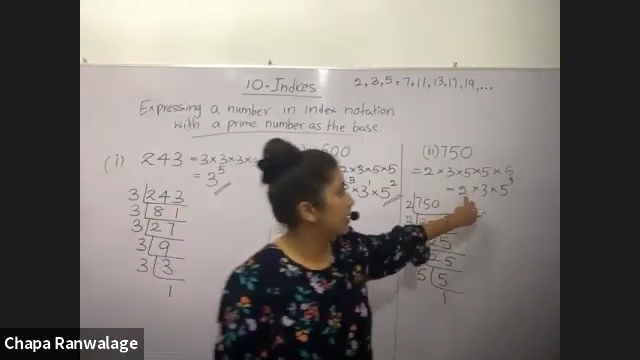 10. Indices
2, 3, 5, 7, 11, 13, 17, 19, ...
Expressing a number in index notation
with a prime number as the base.
(i) 243 = 3×3×3×
= 3⁵
3 243
3 81
3 27
3 9
3 3
1
600
2×3×5×5
³×3¹×5²
(iii) 750
= 2×3×5×5×5
= 2×3×5³
2 750
3
25
5 5
1
Chapa Ranwalage